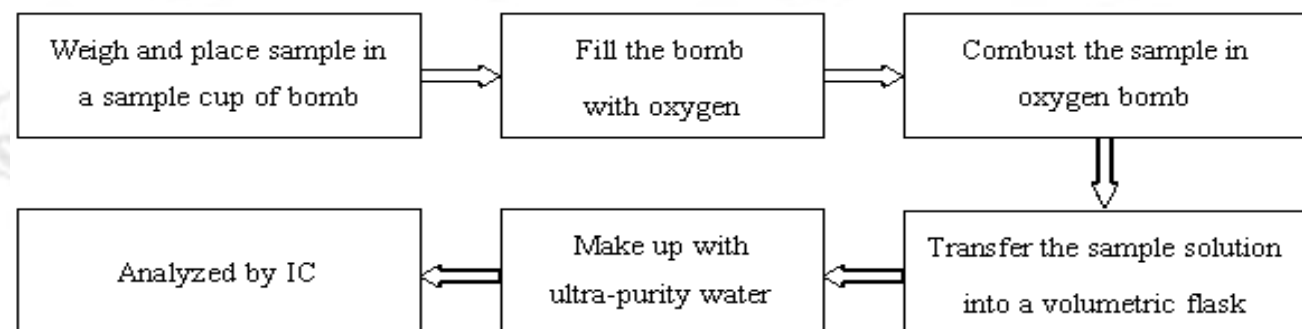 Weigh and place sample in
a sample cup of bomb
Fill the bomb
with oxygen
Combust the sample in
oxygen bomb
Transfer the sample solution
into a volumetric flask
Make up with
ultra-purity water
Analyzed by IC